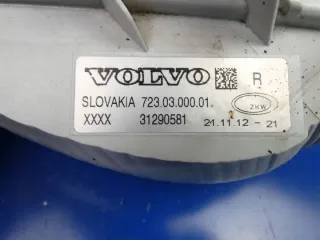 VOLVO R
SLOVAKIA 723.03.000.01. ZKW
XXXX 31290581 21.11.12 - 21